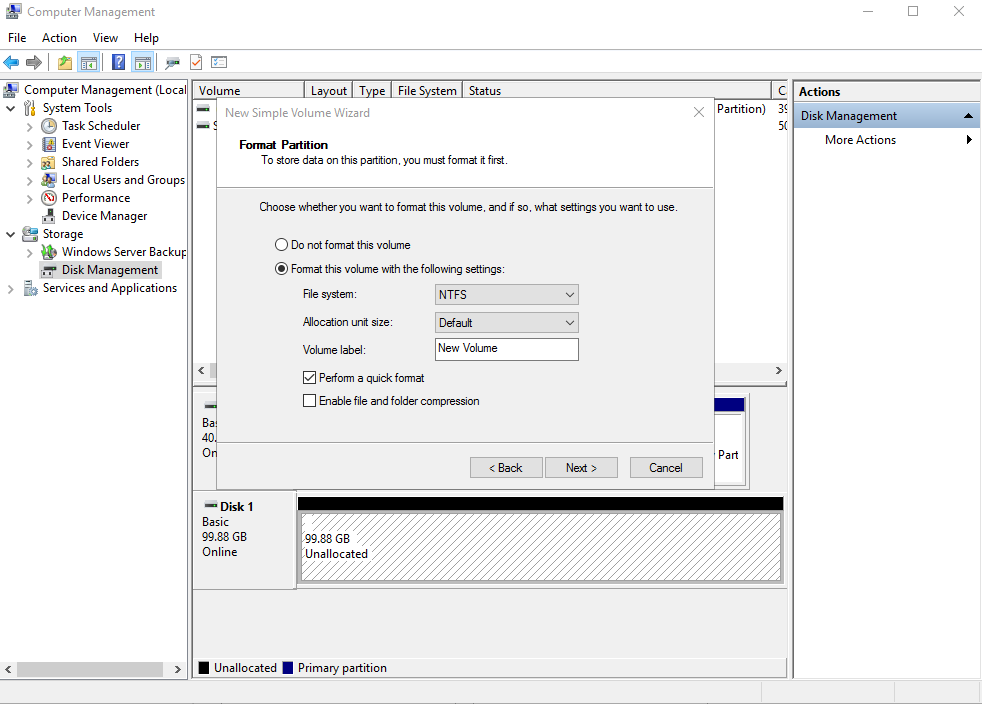 Computer Management
File Action View Help
Computer Management (Local
System Tools
Task Scheduler
Event Viewer
Shared Folders
Local Users and Groups
Performance
Device Manager
Storage
Windows Server Backup
Disk Management
Services and Applications
Volume Layout Type File System Status C
Partition) 39
S 50
New Simple Volume Wizard
Format Partition
To store data on this partition, you must format it first.
Choose whether you want to format this volume, and if so, what settings you want to use.
Do not format this volume
Format this volume with the following settings:
File system: NTFS
Allocation unit size: Default
Volume label: New Volume
Perform a quick format
Enable file and folder compression
< Back Next > Cancel
Bas
40.
On
Part
Disk 1
Basic
99.88 GB
Online
99.88 GB
Unallocated
Unallocated Primary partition
Actions
Disk Management
More Actions